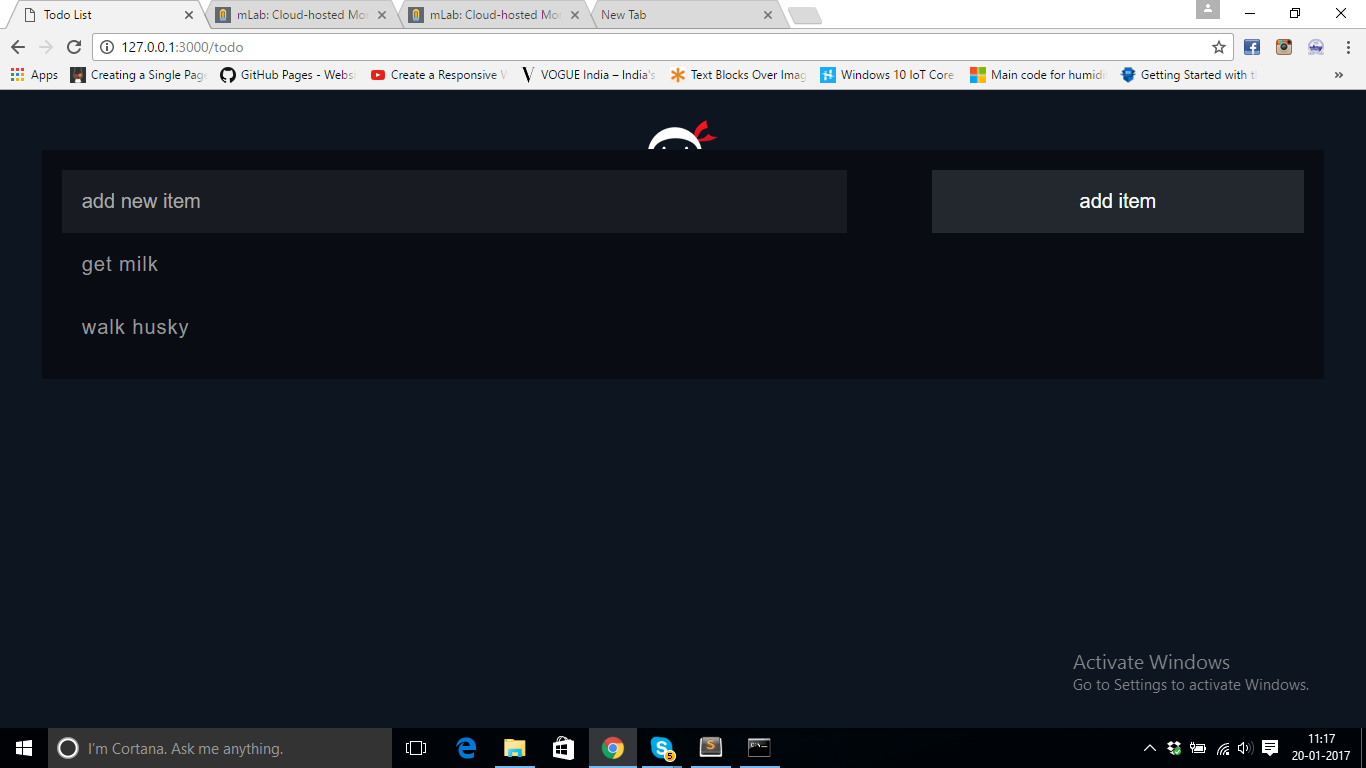 Todo List
mLab: Cloud-hosted Mo
mLab: Cloud-hosted Mo
New Tab
127.0.0.1:3000/todo
Apps
Creating a Single Page
GitHub Pages - Websi
Create a Responsive W
VOGUE India – India's
Text Blocks Over Imag
Windows 10 IoT Core
Main code for humidi
Getting Started with t
»
add new item
add item
get milk
walk husky
Activate Windows
Go to Settings to activate Windows.
I'm Cortana. Ask me anything.
11:17
20-01-2017